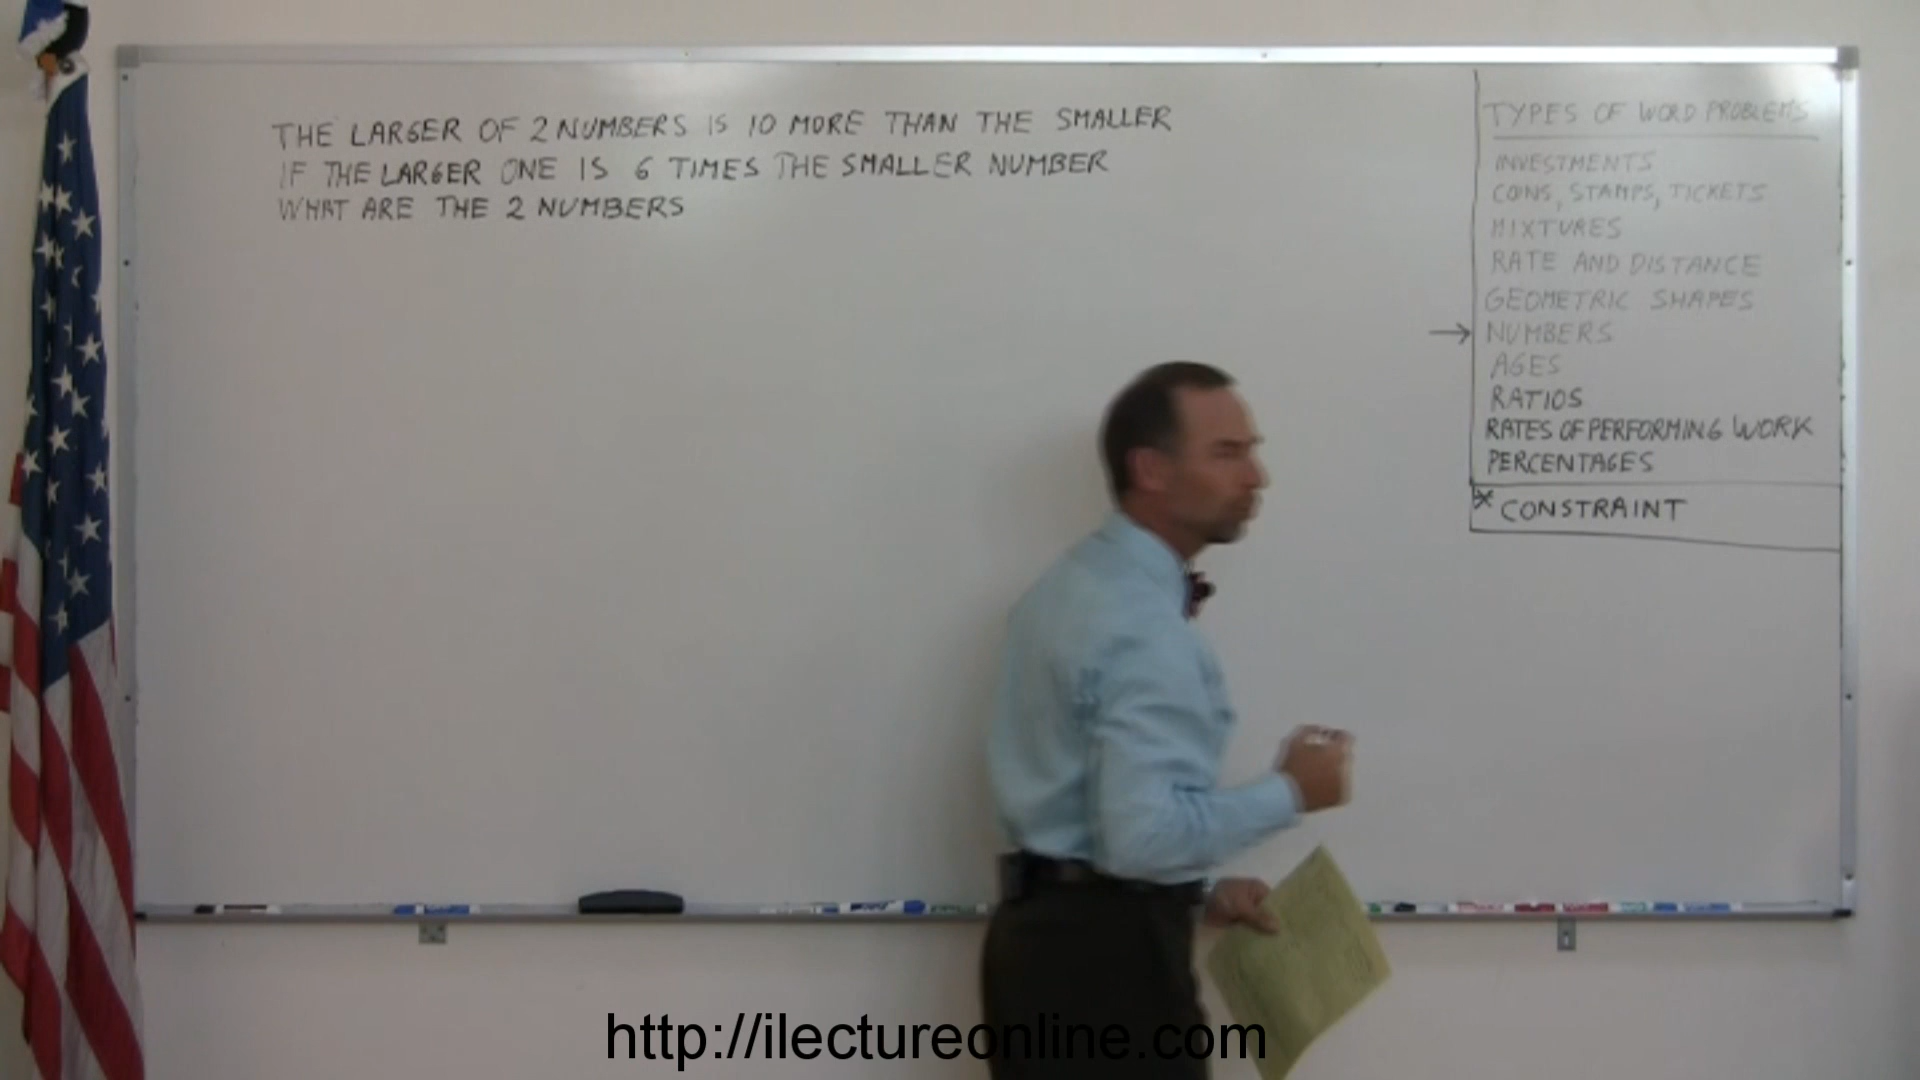 THE LARGER OF 2 NUMBERS IS 10 MORE THAN THE SMALLER
IF THE LARGER ONE IS 6 TIMES THE SMALLER NUMBER
WHAT ARE THE 2 NUMBERS
TYPES OF WORD PROBLEMS
INVESTMENTS
COINS, STAMPS, TICKETS
MIXTURES
RATE AND DISTANCE
GEOMETRIC SHAPES
→ NUMBERS
AGES
RATIOS
RATES OF PERFORMING WORK
PERCENTAGES
* CONSTRAINT
http://ilectureonline.com